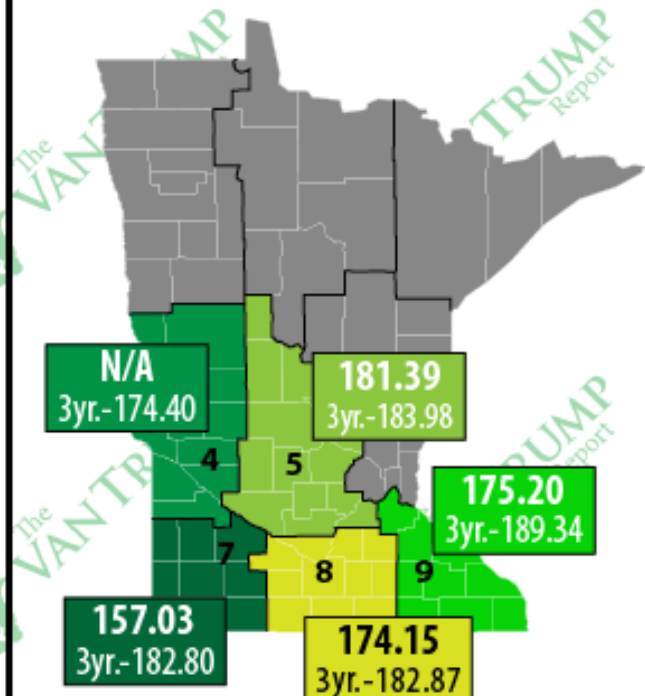 The
VAN TRUMP
TRUMP
Report
N/A
3yr.-174.40
181.39
3yr.-183.98
4
5
TRUMP
Report
175.20
3yr.-189.34
The
VAN TRUMP
7
8
9
157.03
3yr.-182.80
174.15
3yr.-182.87